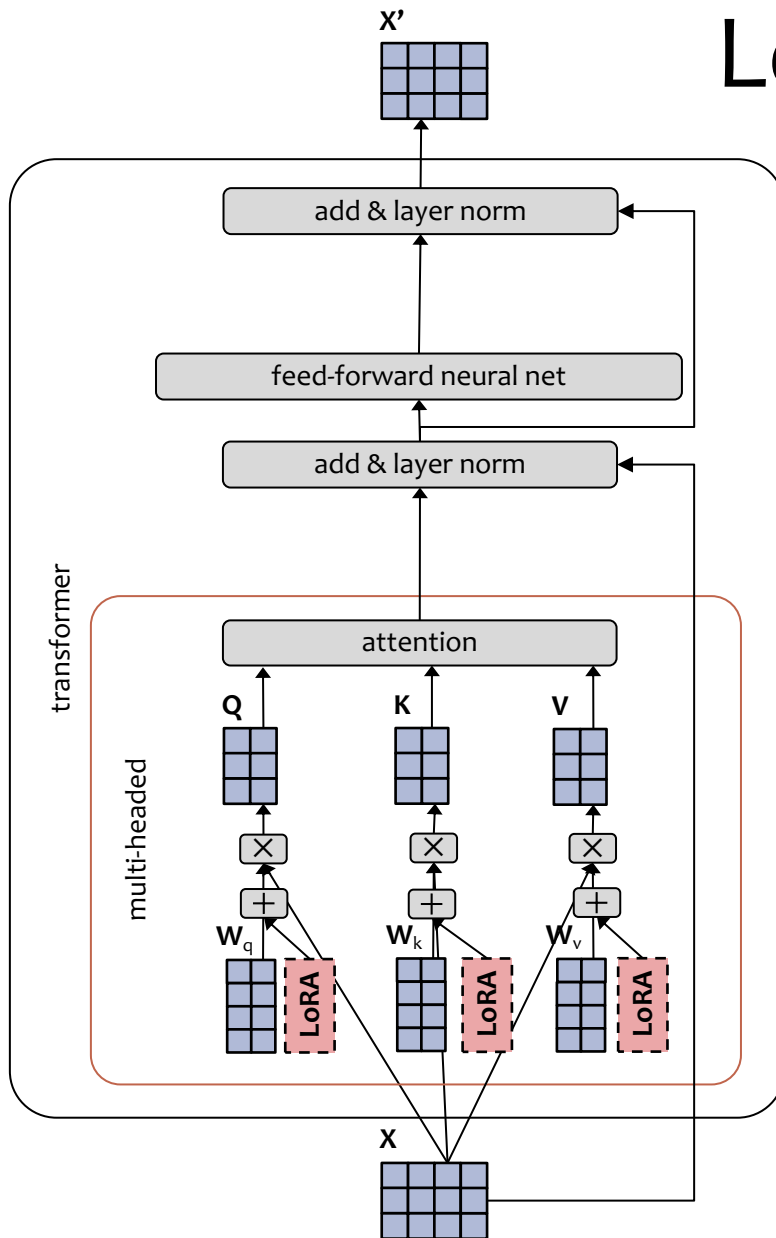 X'
add & layer norm
feed-forward neural net
add & layer norm
transformer
multi-headed
attention
Q K V
× × ×
+ + +
Wq Wk Wv
LoRA LoRA LoRA
X